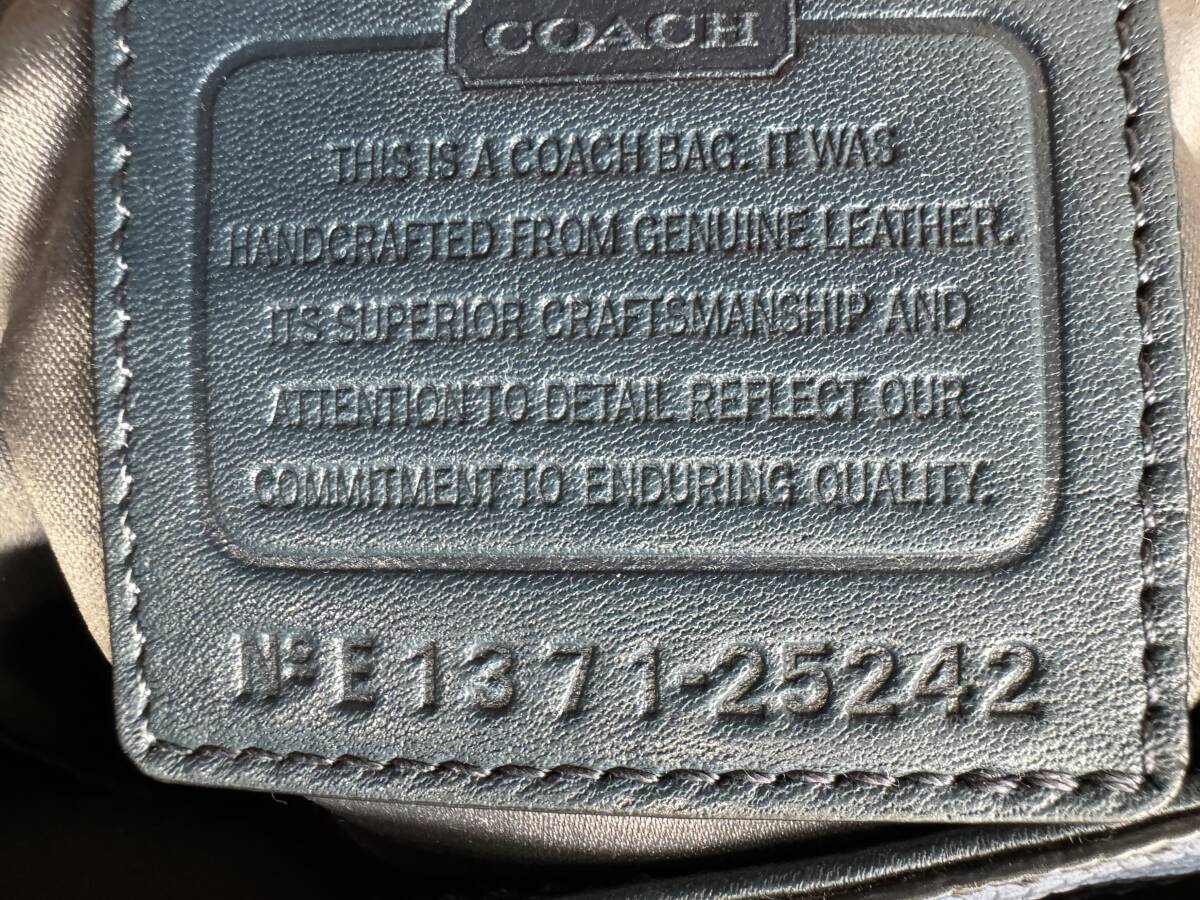 COACH
THIS IS A COACH BAG. IT WAS
HANDCRAFTED FROM GENUINE LEATHER.
ITS SUPERIOR CRAFTSMANSHIP AND
ATTENTION TO DETAIL REFLECT OUR
COMMITMENT TO ENDURING QUALITY.
Nº E1371-25242